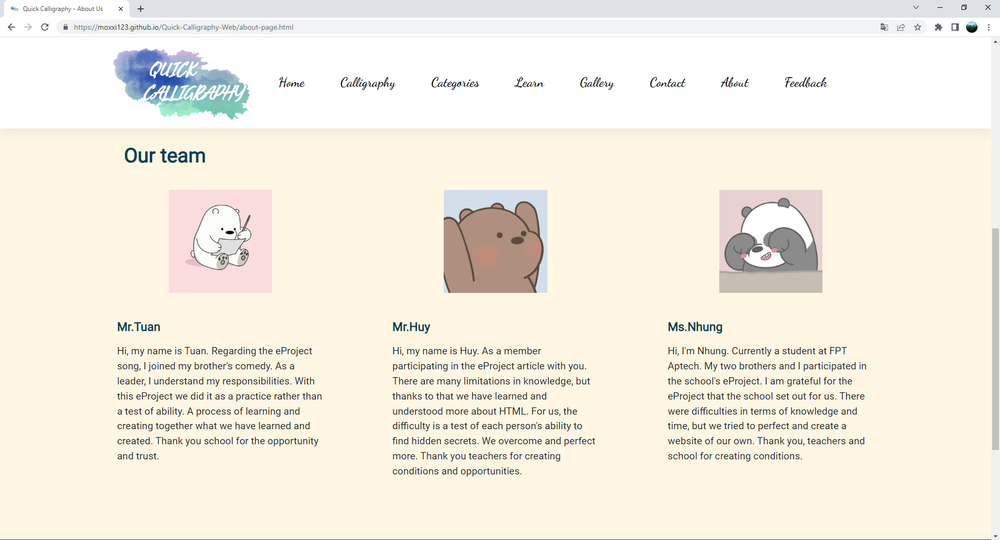 Quick Calligraphy - About Us
https://moxxi123.github.io/Quick-Calligraphy-Web/about-page.html
QUICK
CALLIGRAPHY
Home Calligraphy Categories Learn Gallery Contact About Feedback
Our team
Mr.Tuan
Hi, my name is Tuan. Regarding the eProject
song, I joined my brother's comedy. As a
leader, I understand my responsibilities. With
this eProject we did it as a practice rather than
a test of ability. A process of learning and
creating together what we have learned and
created. Thank you school for the opportunity
and trust.
Mr.Huy
Hi, my name is Huy. As a member
participating in the eProject article with you.
There are many limitations in knowledge, but
thanks to that we have learned and
understood more about HTML. For us, the
difficulty is a test of each person's ability to
find hidden secrets. We overcome and perfect
more. Thank you teachers for creating
conditions and opportunities.
Ms.Nhung
Hi, I'm Nhung. Currently a student at FPT
Aptech. My two brothers and I participated in
the school's eProject. I am grateful for the
eProject that the school set out for us. There
were difficulties in terms of knowledge and
time, but we tried to perfect and create a
website of our own. Thank you, teachers and
school for creating conditions.